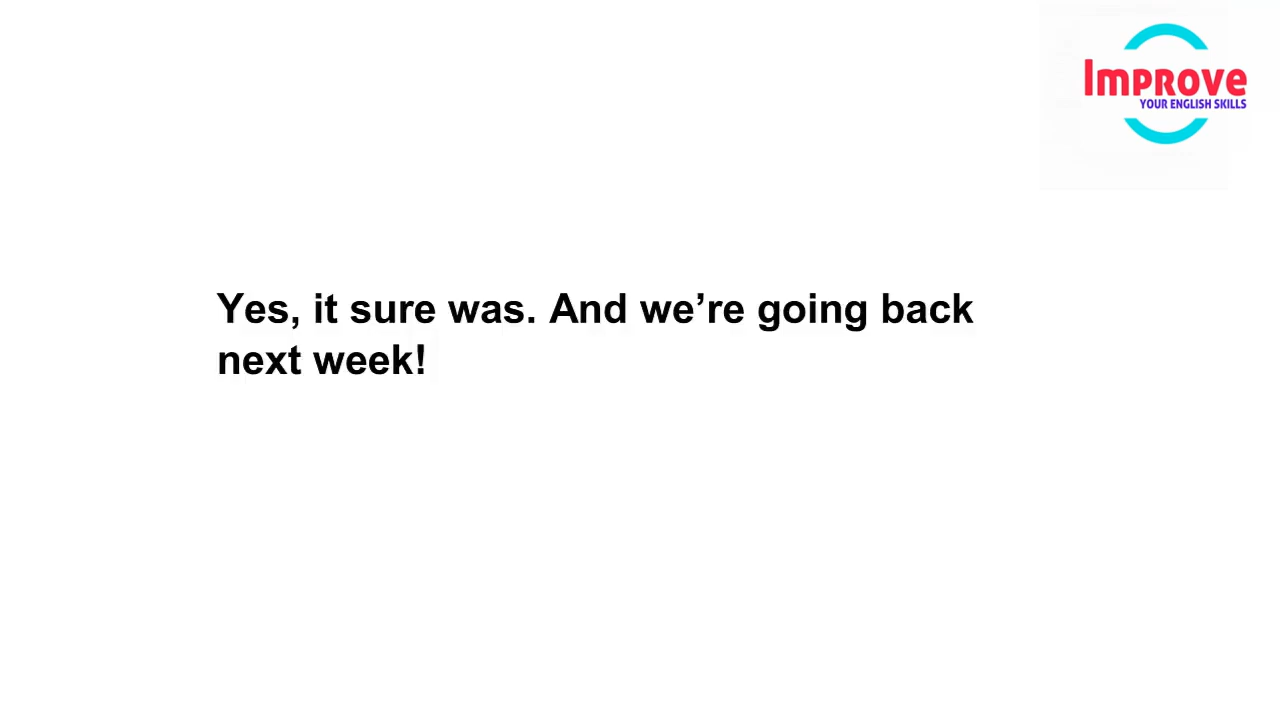 Improve
YOUR ENGLISH SKILLS
Yes, it sure was. And we’re going back
next week!